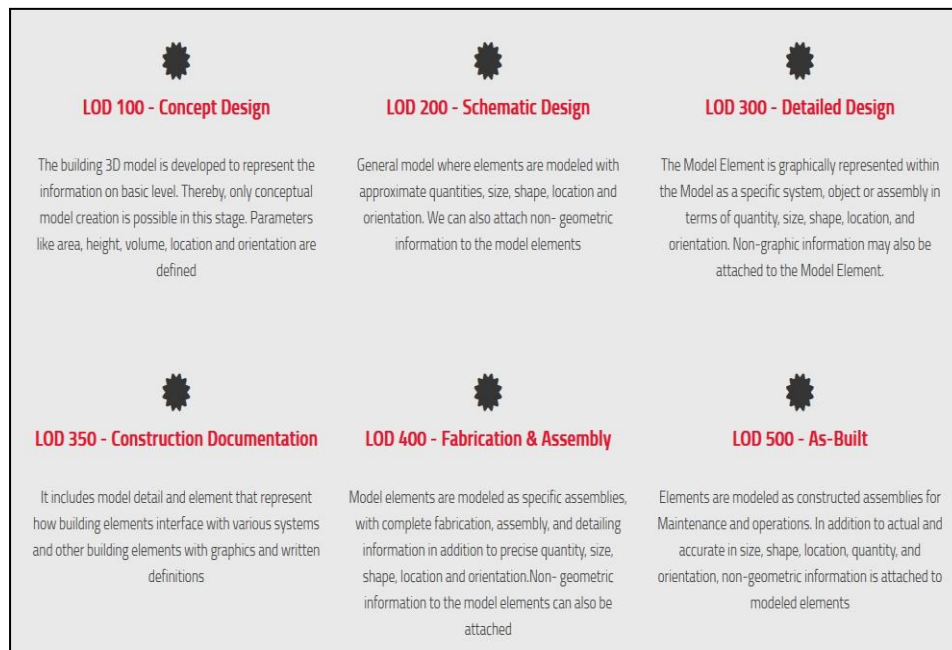 LOD 100 - Concept Design
The building 3D model is developed to represent the
information on basic level. Thereby, only conceptual
model creation is possible in this stage. Parameters
like area, height, volume, location and orientation are
defined
LOD 200 - Schematic Design
General model where elements are modeled with
approximate quantities, size, shape, location and
orientation. We can also attach non- geometric
information to the model elements
LOD 300 - Detailed Design
The Model Element is graphically represented within
the Model as a specific system, object or assembly in
terms of quantity, size, shape, location, and
orientation. Non-graphic information may also be
attached to the Model Element.
LOD 350 - Construction Documentation
It includes model detail and element that represent
how building elements interface with various systems
and other building elements with graphics and written
definitions
LOD 400 - Fabrication & Assembly
Model elements are modeled as specific assemblies,
with complete fabrication, assembly, and detailing
information in addition to precise quantity, size,
shape, location and orientation.Non- geometric
information to the model elements can also be
attached
LOD 500 - As-Built
Elements are modeled as constructed assemblies for
Maintenance and operations. In addition to actual and
accurate in size, shape, location, quantity, and
orientation, non-geometric information is attached to
modeled elements